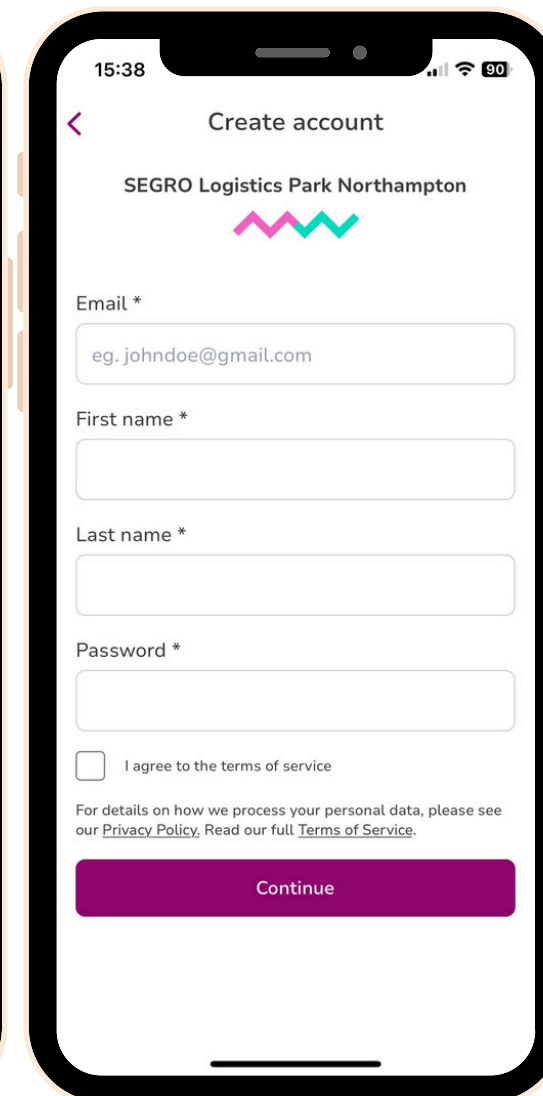 15:38
90
Create account
SEGRO Logistics Park Northampton
Email *
eg. johndoe@gmail.com
First name *
Last name *
Password *
I agree to the terms of service
For details on how we process your personal data, please see
our Privacy Policy. Read our full Terms of Service.
Continue